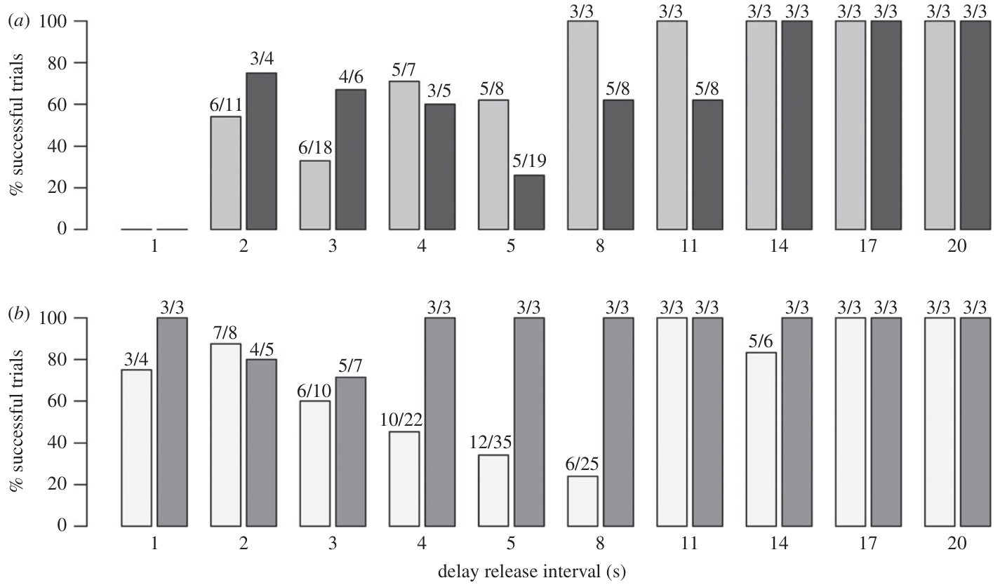 (a)
% successful trials
100
80
60
40
20
0
6/11 3/4 6/18 4/6 5/7 3/5 5/8 5/19 3/3 5/8 3/3 5/8 3/3 3/3 3/3 3/3 3/3 3/3
1 2 3 4 5 8 11 14 17 20
(b)
% successful trials
100
80
60
40
20
0
3/4 3/3 7/8 4/5 6/10 5/7 10/22 3/3 12/35 3/3 6/25 3/3 3/3 3/3 5/6 3/3 3/3 3/3 3/3 3/3
1 2 3 4 5 8 11 14 17 20
delay release interval (s)